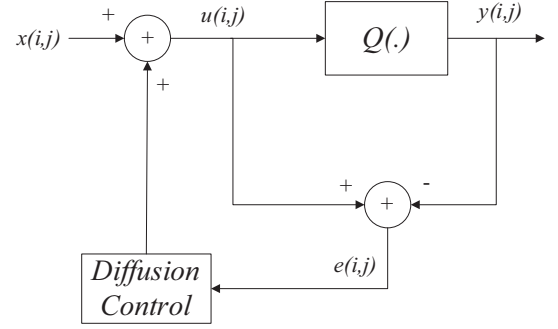 + u(i,j) y(i,j)
x(i,j) + Q(.)
+
+ -
+
e(i,j)
Diffusion
Control